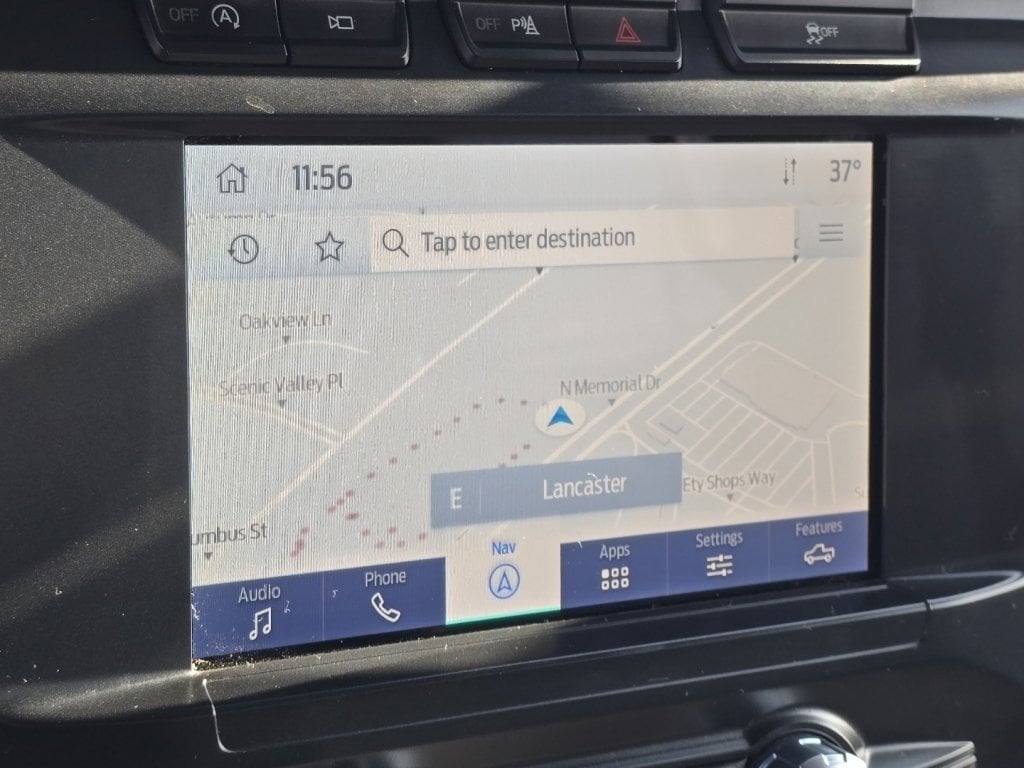 OFF A
OFF P
OFF
11:56
37°
Tap to enter destination
Oakview Ln
Scenic Valley Pl
N Memorial Dr
E Lancaster
Ety Shops Way
umbus St
Audio
Phone
Nav
Apps
Settings
Features